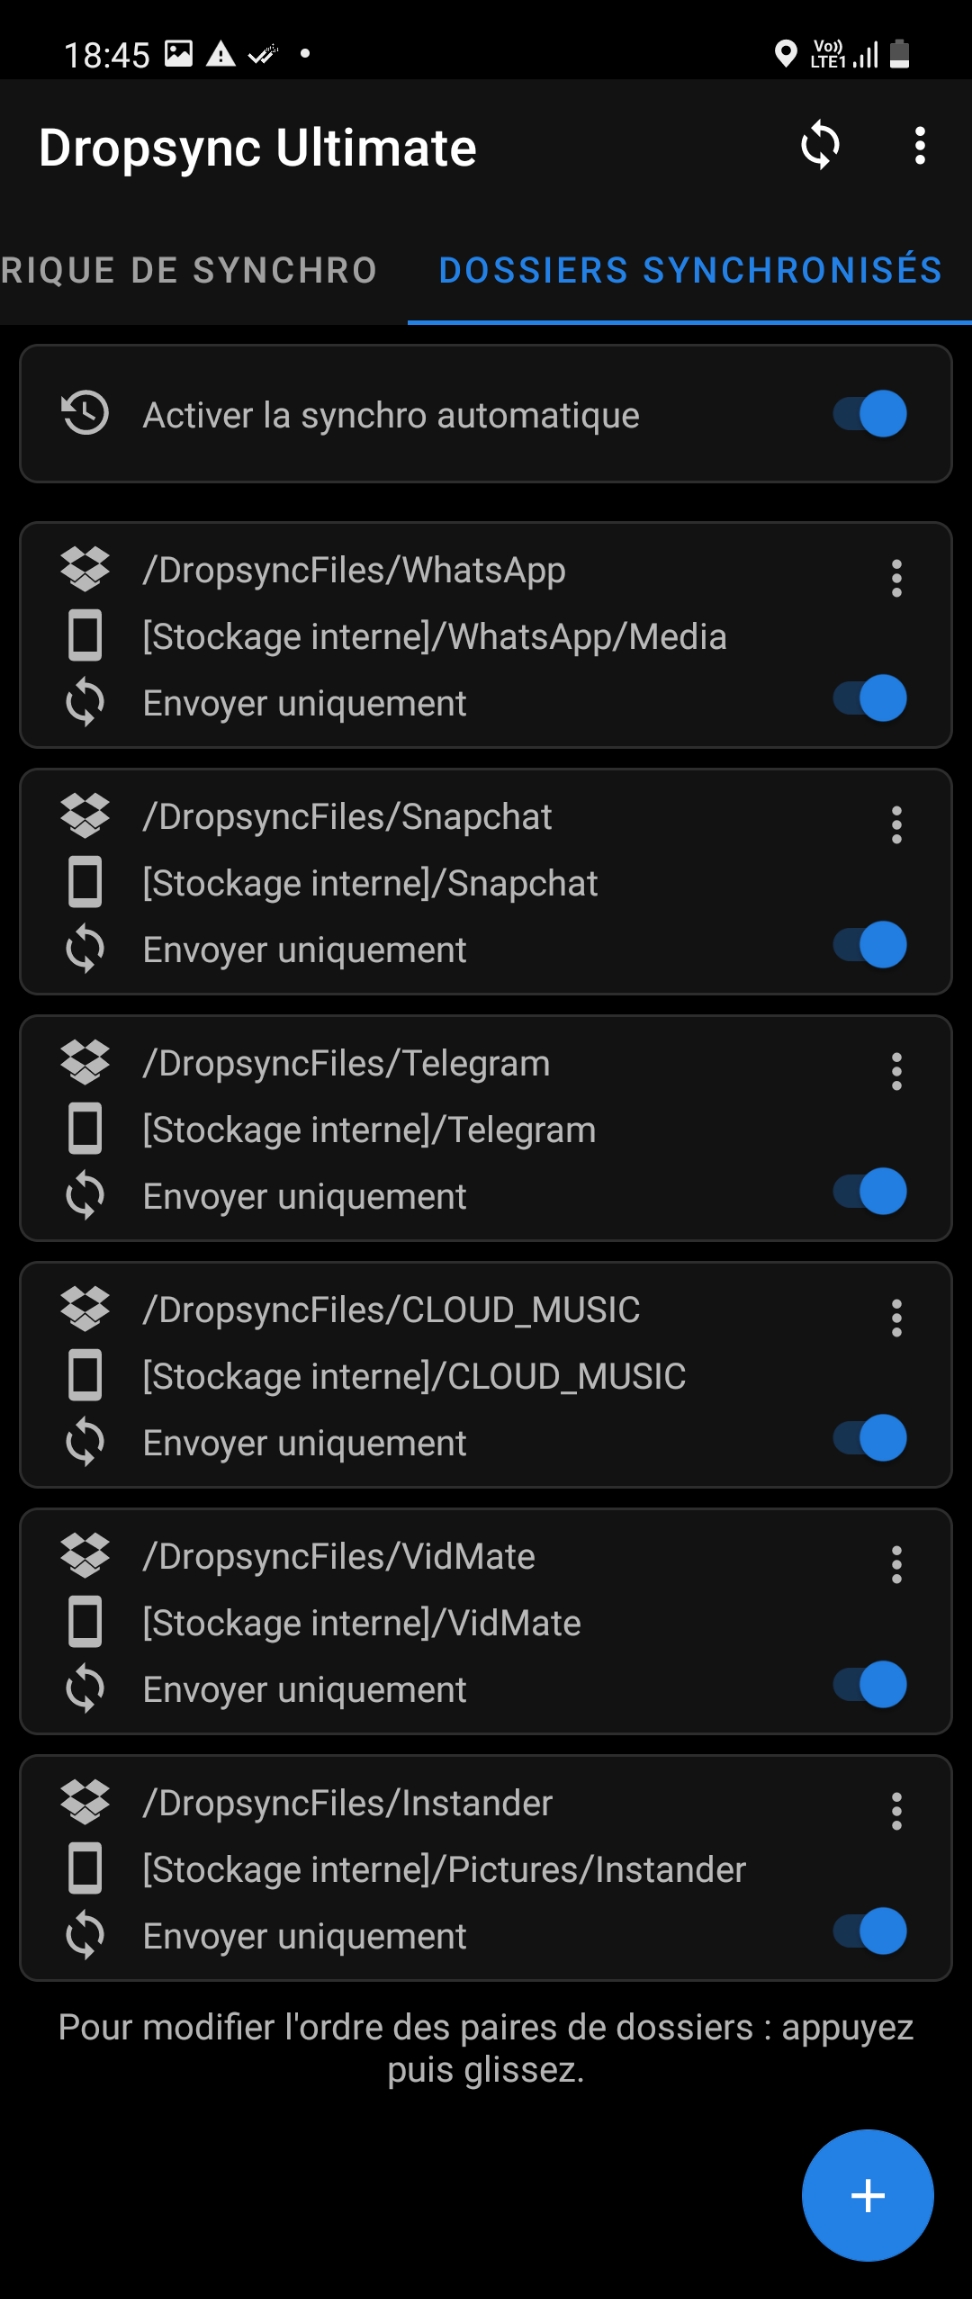 18:45
Vo))
LTE1
Dropsync Ultimate
RIQUE DE SYNCHRO
DOSSIERS SYNCHRONISÉS
Activer la synchro automatique
/DropsyncFiles/WhatsApp
[Stockage interne]/WhatsApp/Media
Envoyer uniquement
/DropsyncFiles/Snapchat
[Stockage interne]/Snapchat
Envoyer uniquement
/DropsyncFiles/Telegram
[Stockage interne]/Telegram
Envoyer uniquement
/DropsyncFiles/CLOUD_MUSIC
[Stockage interne]/CLOUD_MUSIC
Envoyer uniquement
/DropsyncFiles/VidMate
[Stockage interne]/VidMate
Envoyer uniquement
/DropsyncFiles/Instander
[Stockage interne]/Pictures/Instander
Envoyer uniquement
Pour modifier l'ordre des paires de dossiers : appuyez
puis glissez.